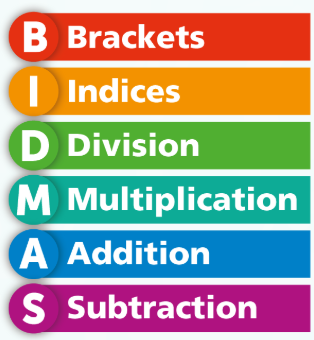 B Brackets
I Indices
D Division
M Multiplication
A Addition
S Subtraction